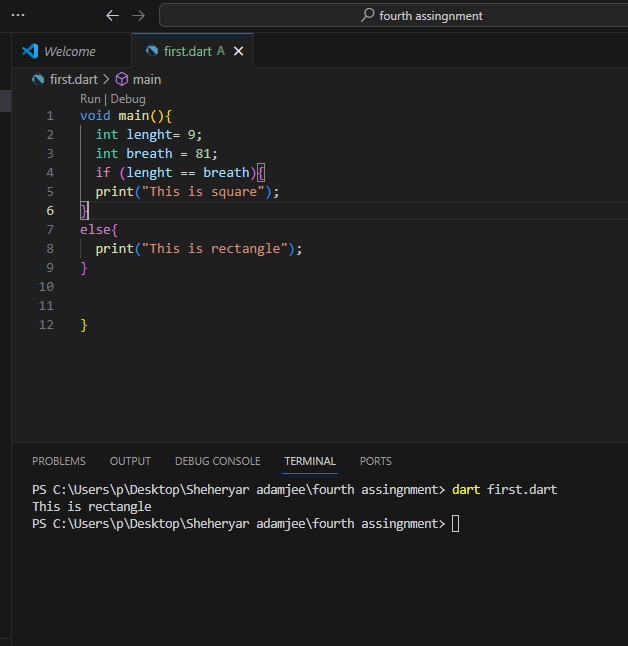 ··· ← → fourth assingnment
Welcome first.dart A ×
first.dart > main
Run | Debug
1 void main(){
2 int lenght= 9;
3 int breath = 81;
4 if (lenght == breath){
5 print("This is square");
6 }
7 else{
8 print("This is rectangle");
9 }
10
11
12 }
PROBLEMS OUTPUT DEBUG CONSOLE TERMINAL PORTS
PS C:\Users\p\Desktop\Sheheryar adamjee\fourth assingnment> dart first.dart
This is rectangle
PS C:\Users\p\Desktop\Sheheryar adamjee\fourth assingnment>